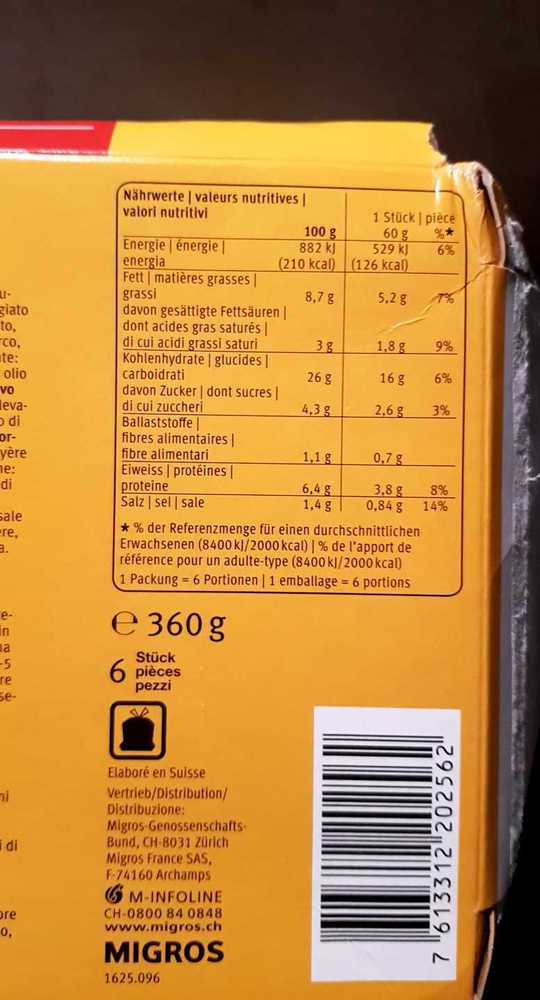 Nährwerte | valeurs nutritives |
valori nutritivi
1 Stück | pièce
100 g 60 g %*
Energie | énergie | 882 kJ 529 kJ 6%
energia (210 kcal) (126 kcal)
Fett | matières grasses |
grassi 8,7 g 5,2 g 7%
davon gesättigte Fettsäuren |
dont acides gras saturés |
di cui acidi grassi saturi 3 g 1,8 g 9%
Kohlenhydrate | glucides |
carboidrati 26 g 16 g 6%
davon Zucker | dont sucres |
di cui zuccheri 4,3 g 2,6 g 3%
Ballaststoffe |
fibres alimentaires |
fibre alimentari 1,1 g 0,7 g
Eiweiss | protéines |
proteine 6,4 g 3,8 g 8%
Salz | sel | sale 1,4 g 0,84 g 14%
* % der Referenzmenge für einen durchschnittlichen
Erwachsenen (8400 kJ/2000 kcal) | % de l'apport de
référence pour un adulte-type (8400 kJ/2000 kcal)
1 Packung = 6 Portionen | 1 emballage = 6 portions
e 360 g
6 Stück
pièces
pezzi
Elaboré en Suisse
Vertrieb/Distribution/
Distribuzione:
Migros-Genossenschafts-
Bund, CH-8031 Zürich
Migros France SAS,
F-74160 Archamps
M-INFOLINE
CH-0800 84 0848
www.migros.ch
MIGROS
1625.096
7 613312 202562
olio
vo
di
di
sale